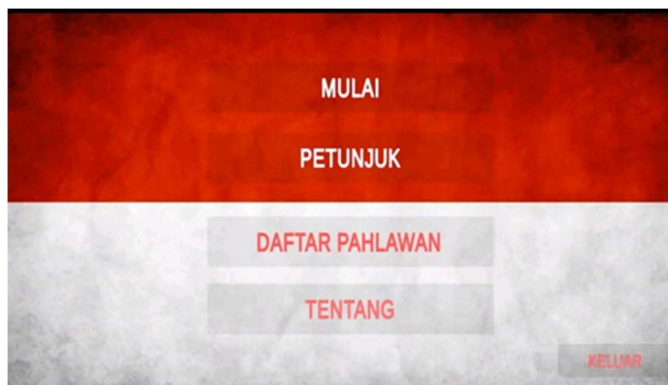 MULAI
PETUNJUK
DAFTAR PAHLAWAN
TENTANG
KELUAR